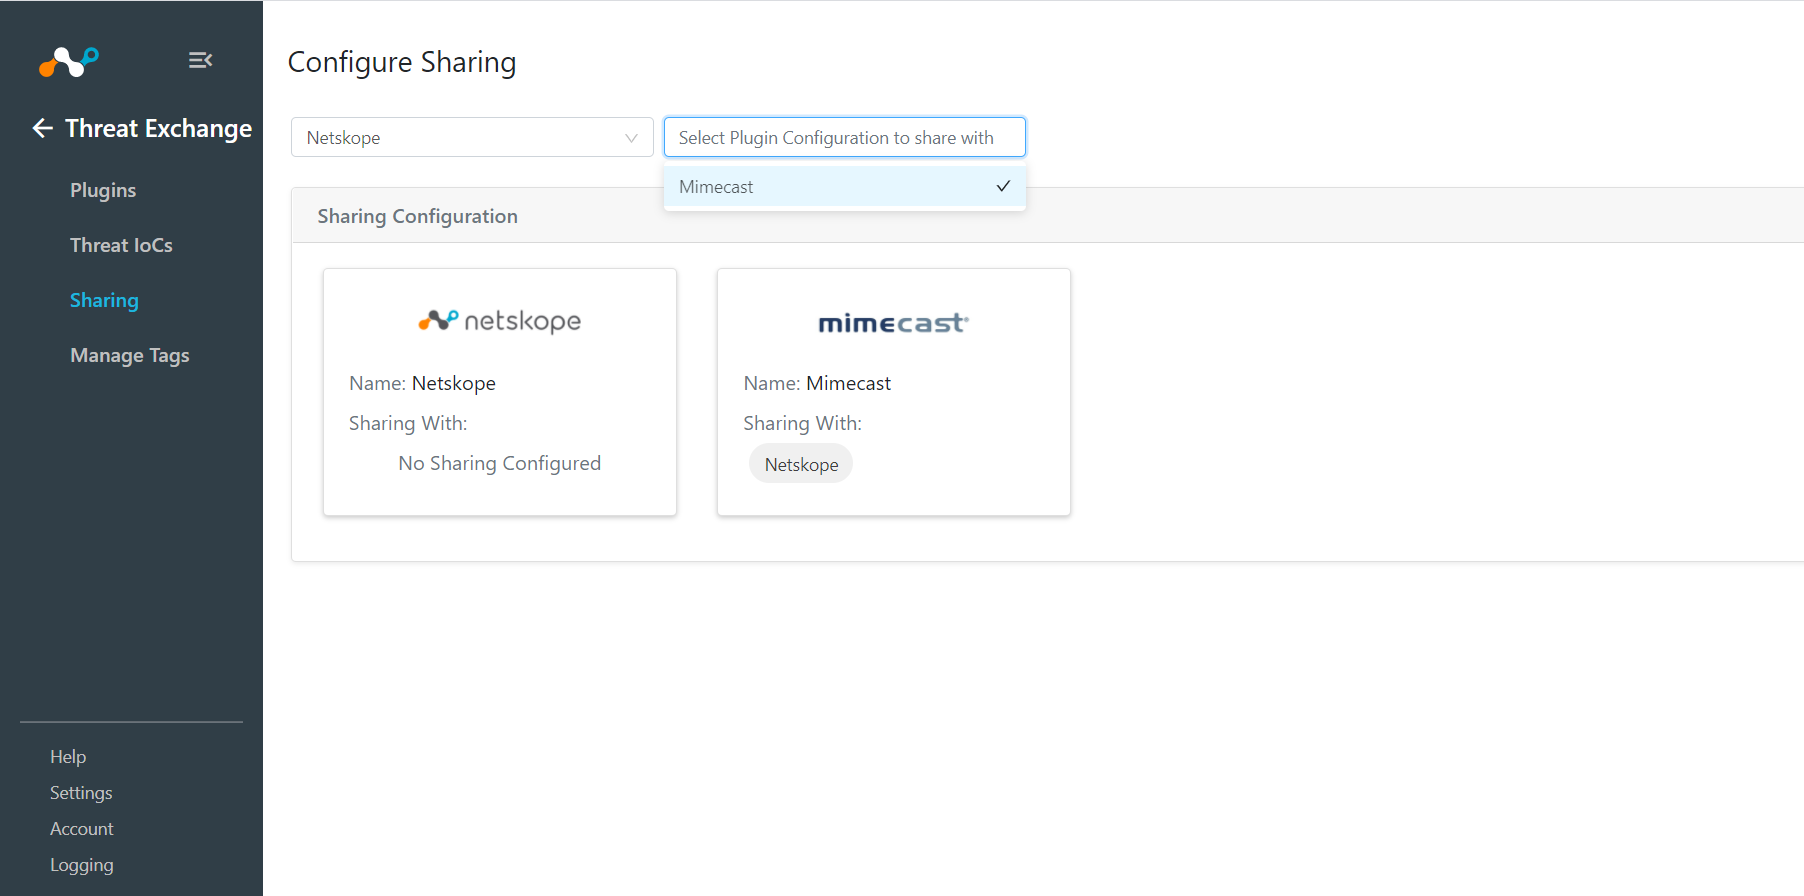 Configure Sharing
Threat Exchange
Plugins
Threat IoCs
Sharing
Manage Tags
Help
Settings
Account
Logging
Netskope
Select Plugin Configuration to share with
Mimecast
Sharing Configuration
netskope
Name: Netskope
Sharing With:
No Sharing Configured
mimecast®
Name: Mimecast
Sharing With:
Netskope